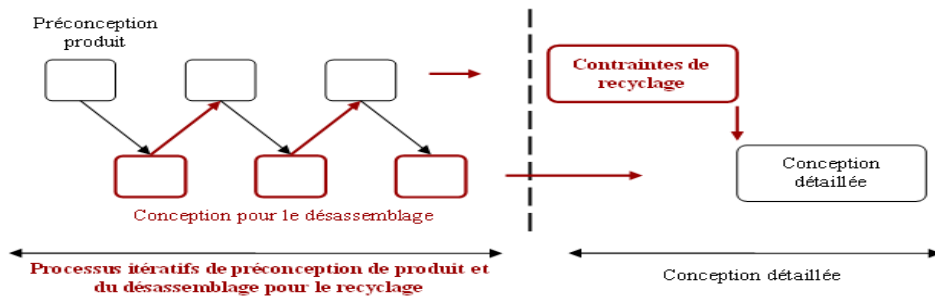 Préconception
produit
Contraintes de
recyclage
Conception
détaillée
Conception pour le désassemblage
Processus itératifs de préconception de produit et
du désassemblage pour le recyclage
Conception détaillée